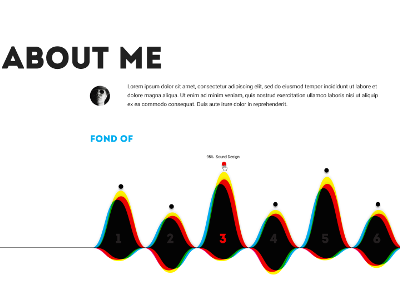 ABOUT ME
Lorem ipsum dolor sit amet, consectetur adipiscing elit, sed do eiusmod tempor incididunt ut labore et
dolore magna aliqua. Ut enim ad minim veniam, quis nostrud exercitation ullamco laboris nisi ut aliquip
ex ea commodo consequat. Duis aute irure dolor in reprehenderit.
FOND OF
Sound Design
1 2 3 4 5 6